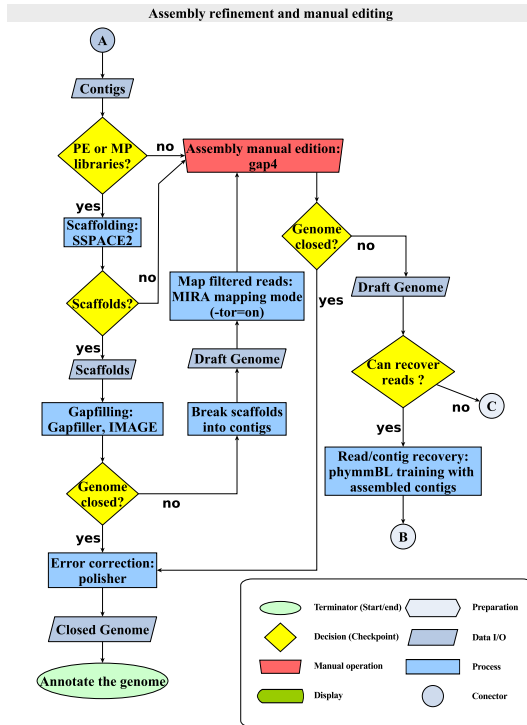 Assembly refinement and manual editing
A
Contigs
PE or MP
libraries?
no
yes
Assembly manual edition:
gap4
Scaffolding:
SSPACE2
Scaffolds?
no
yes
Scaffolds
Gapfilling:
Gapfiller, IMAGE
Genome
closed?
no
yes
Break scaffolds
into contigs
Draft Genome
Map filtered reads:
MIRA mapping mode
(-tor=on)
Genome
closed?
no
yes
Draft Genome
Can recover
reads ?
no
C
yes
Read/contig recovery:
phymmBL training with
assembled contigs
B
Error correction:
polisher
Closed Genome
Annotate the genome
Terminator (Start/end)
Preparation
Decision (Checkpoint)
Data I/O
Manual operation
Process
Display
C
Conector